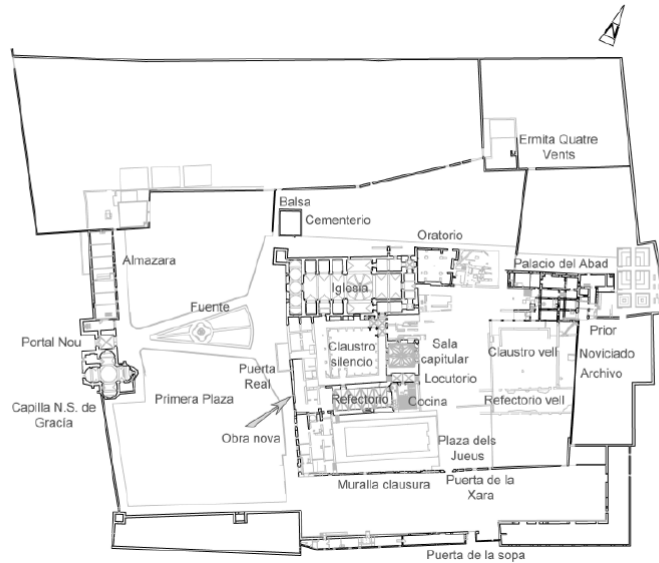 N
Ermita Quatre
Vents
Balsa
Cementerio
Oratorio
Almazara
Palacio del Abad
Iglesia
Fuente
Portal Nou
Claustro
silencio
Sala
capitular
Claustro vell
Prior
Noviciado
Archivo
Puerta
Real
Locutorio
Capilla N.S. de
Gracía
Primera Plaza
Refectorio
Cocina
Refectorio vell
Obra nova
Plaza dels
Jueus
Muralla clausura
Puerta de la
Xara
Puerta de la sopa